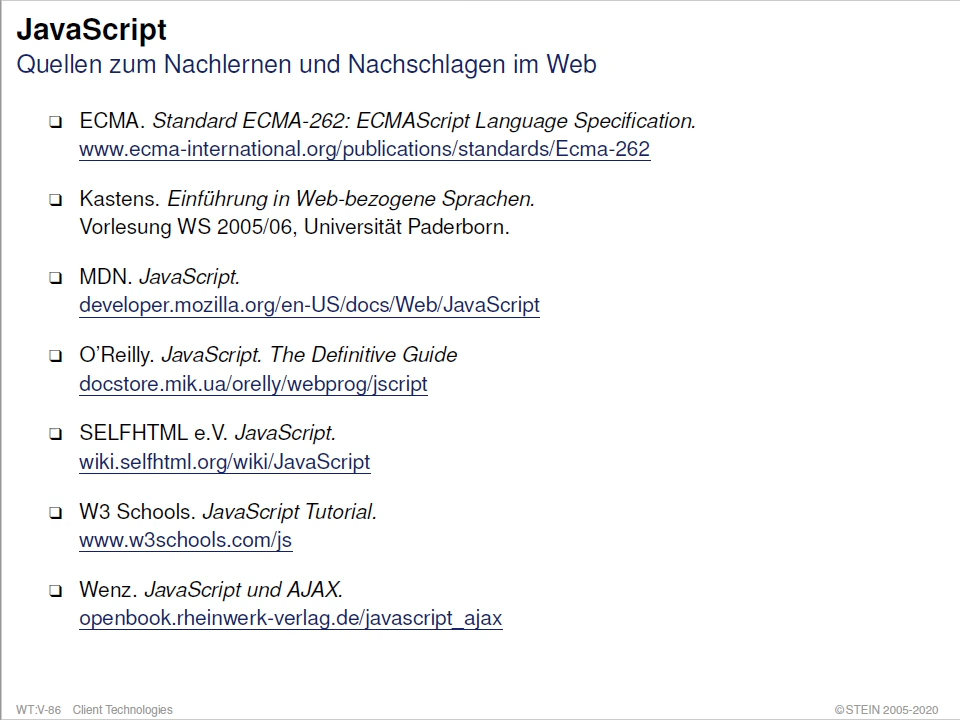 JavaScript
Quellen zum Nachlernen und Nachschlagen im Web
❑ ECMA. Standard ECMA-262: ECMAScript Language Specification.
www.ecma-international.org/publications/standards/Ecma-262
❑ Kastens. Einführung in Web-bezogene Sprachen.
Vorlesung WS 2005/06, Universität Paderborn.
❑ MDN. JavaScript.
developer.mozilla.org/en-US/docs/Web/JavaScript
❑ O'Reilly. JavaScript. The Definitive Guide
docstore.mik.ua/orelly/webprog/jscript
❑ SELFHTML e.V. JavaScript.
wiki.selfhtml.org/wiki/JavaScript
❑ W3 Schools. JavaScript Tutorial.
www.w3schools.com/js
❑ Wenz. JavaScript und AJAX.
openbook.rheinwerk-verlag.de/javascript_ajax
WT:V-86 Client Technologies ©STEIN 2005-2020